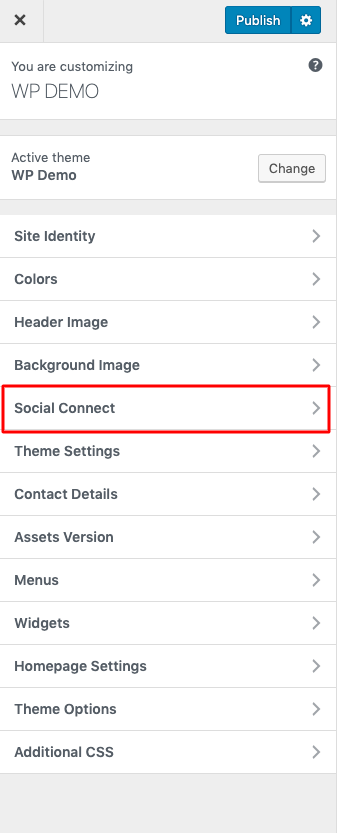 Publish
You are customizing
WP DEMO
Active theme
WP Demo
Change
Site Identity
Colors
Header Image
Background Image
Social Connect
Theme Settings
Contact Details
Assets Version
Menus
Widgets
Homepage Settings
Theme Options
Additional CSS